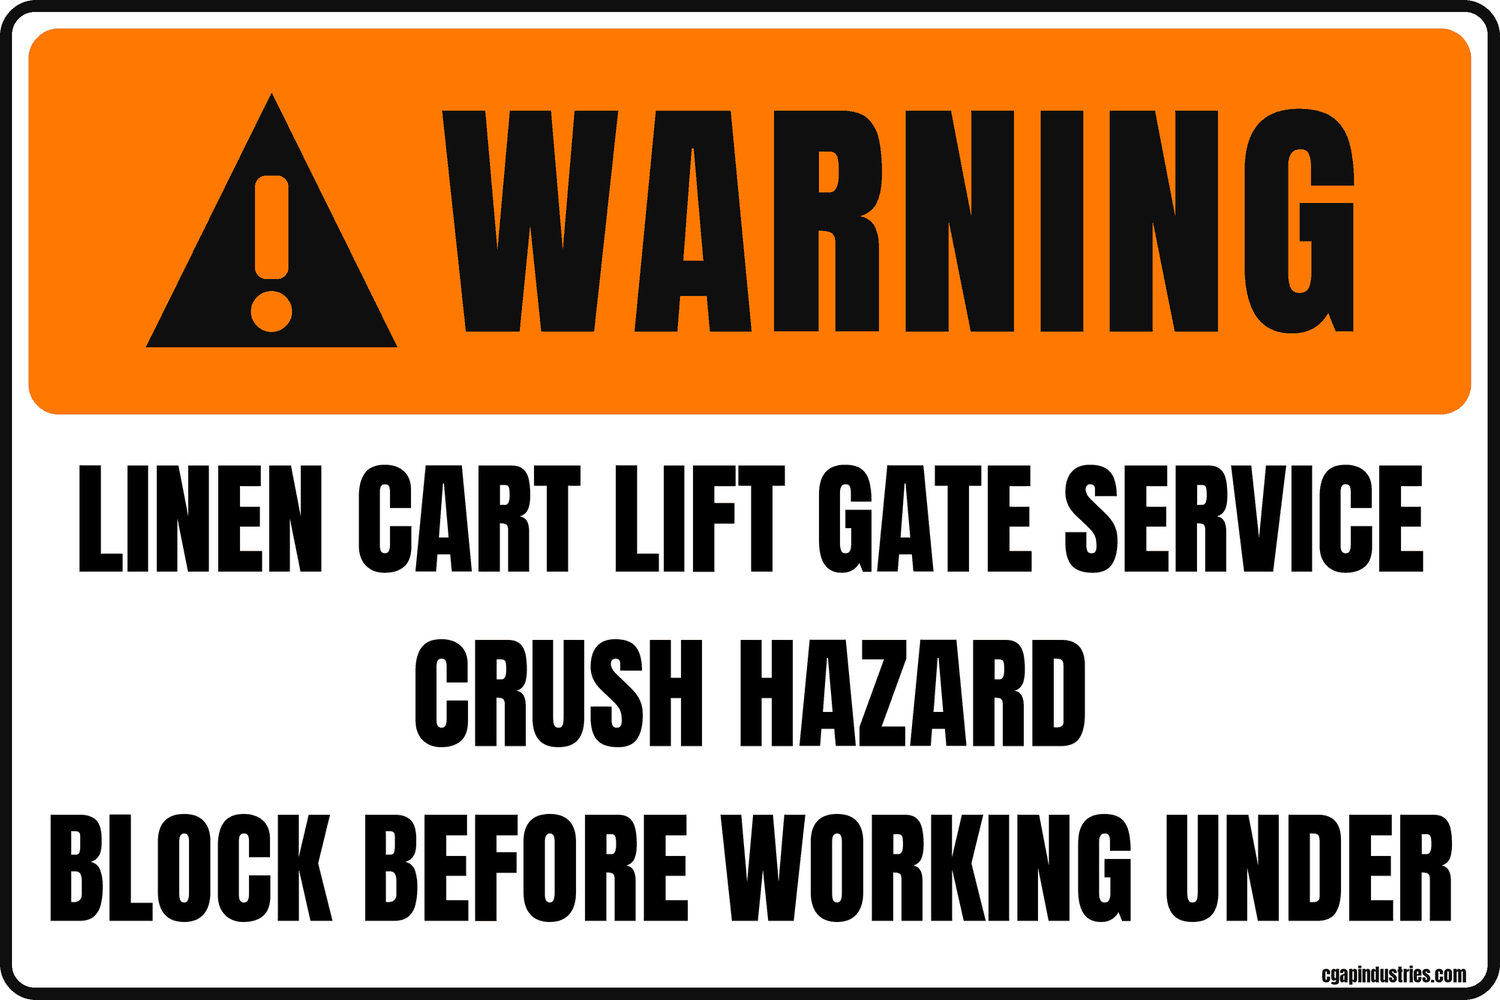 WARNING
LINEN CART LIFT GATE SERVICE
CRUSH HAZARD
BLOCK BEFORE WORKING UNDER
cgapindustries.com